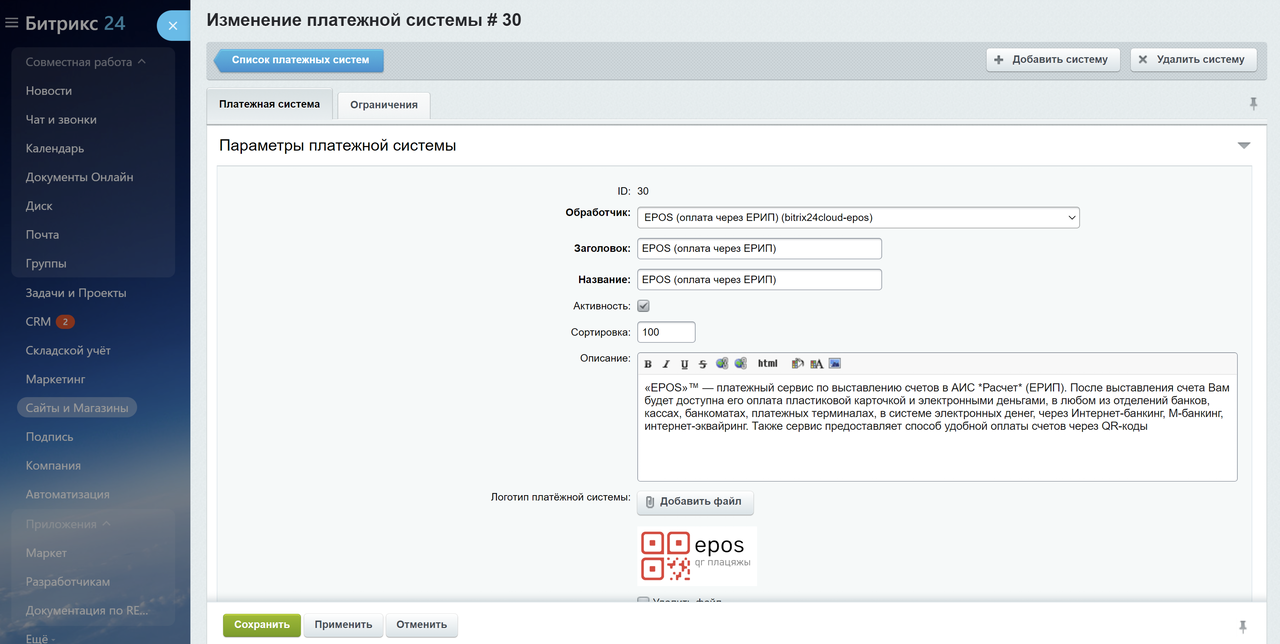 Битрикс 24
Совместная работа
Новости
Чат и звонки
Календарь
Документы Онлайн
Диск
Почта
Группы
Задачи и Проекты
CRM 2
Складской учёт
Маркетинг
Сайты и Магазины
Подпись
Компания
Автоматизация
Приложения
Маркет
Разработчикам
Документация по RE...
Ещё -
Изменение платежной системы # 30
Список платежных систем
Добавить систему
Удалить систему
Платежная система
Ограничения
Параметры платежной системы
ID: 30
Обработчик: EPOS (оплата через ЕРИП) (bitrix24cloud-epos)
Заголовок: EPOS (оплата через ЕРИП)
Название: EPOS (оплата через ЕРИП)
Активность:
Сортировка: 100
Описание:
B I U S html A
«EPOS»™ — платежный сервис по выставлению счетов в АИС *Расчет* (ЕРИП). После выставления счета Вам
будет доступна его оплата пластиковой карточкой и электронными деньгами, в любом из отделений банков,
кассах, банкоматах, платежных терминалах, в системе электронных денег, через Интернет-банкинг, М-банкинг,
интернет-эквайринг. Также сервис предоставляет способ удобной оплаты счетов через QR-коды
Логотип платёжной системы: Добавить файл
epos
qr плацяжы
Удалить файл
Сохранить
Применить
Отменить